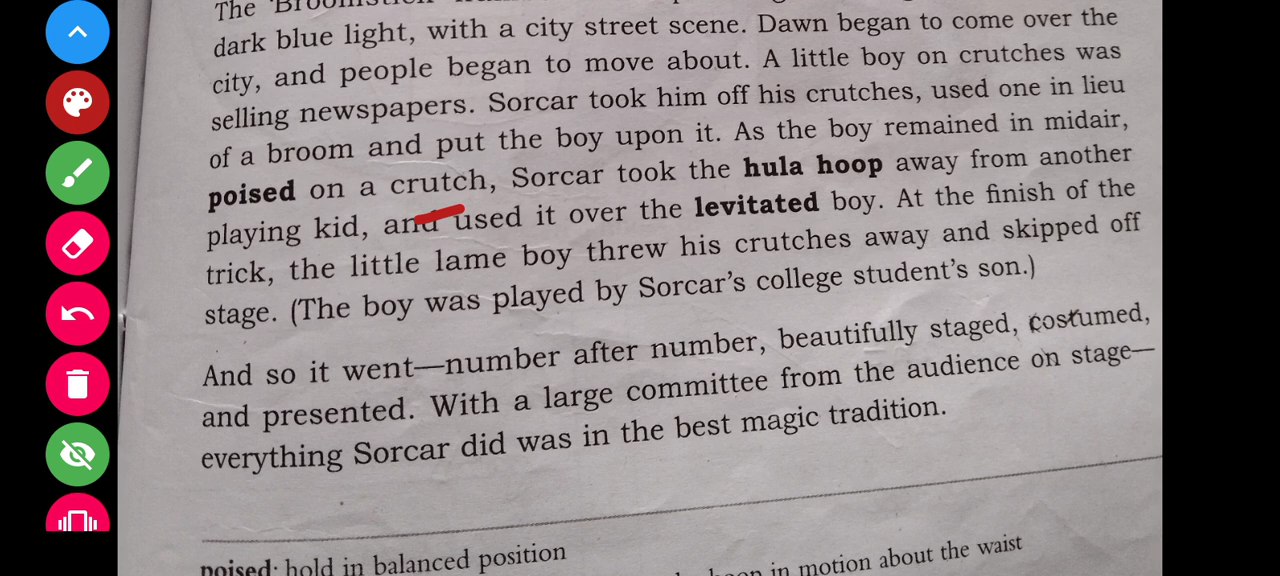 The
dark blue light, with a city street scene. Dawn began to come over the
city, and people began to move about. A little boy on crutches was
selling newspapers. Sorcar took him off his crutches, used one in lieu
of a broom and put the boy upon it. As the boy remained in midair,
poised on a crutch, Sorcar took the hula hoop away from another
playing kid, and used it over the levitated boy. At the finish of the
trick, the little lame boy threw his crutches away and skipped off
stage. (The boy was played by Sorcar's college student's son.)
And so it went—number after number, beautifully staged, costumed,
and presented. With a large committee from the audience on stage—
everything Sorcar did was in the best magic tradition.
poised: hold in balanced position
in motion about the waist